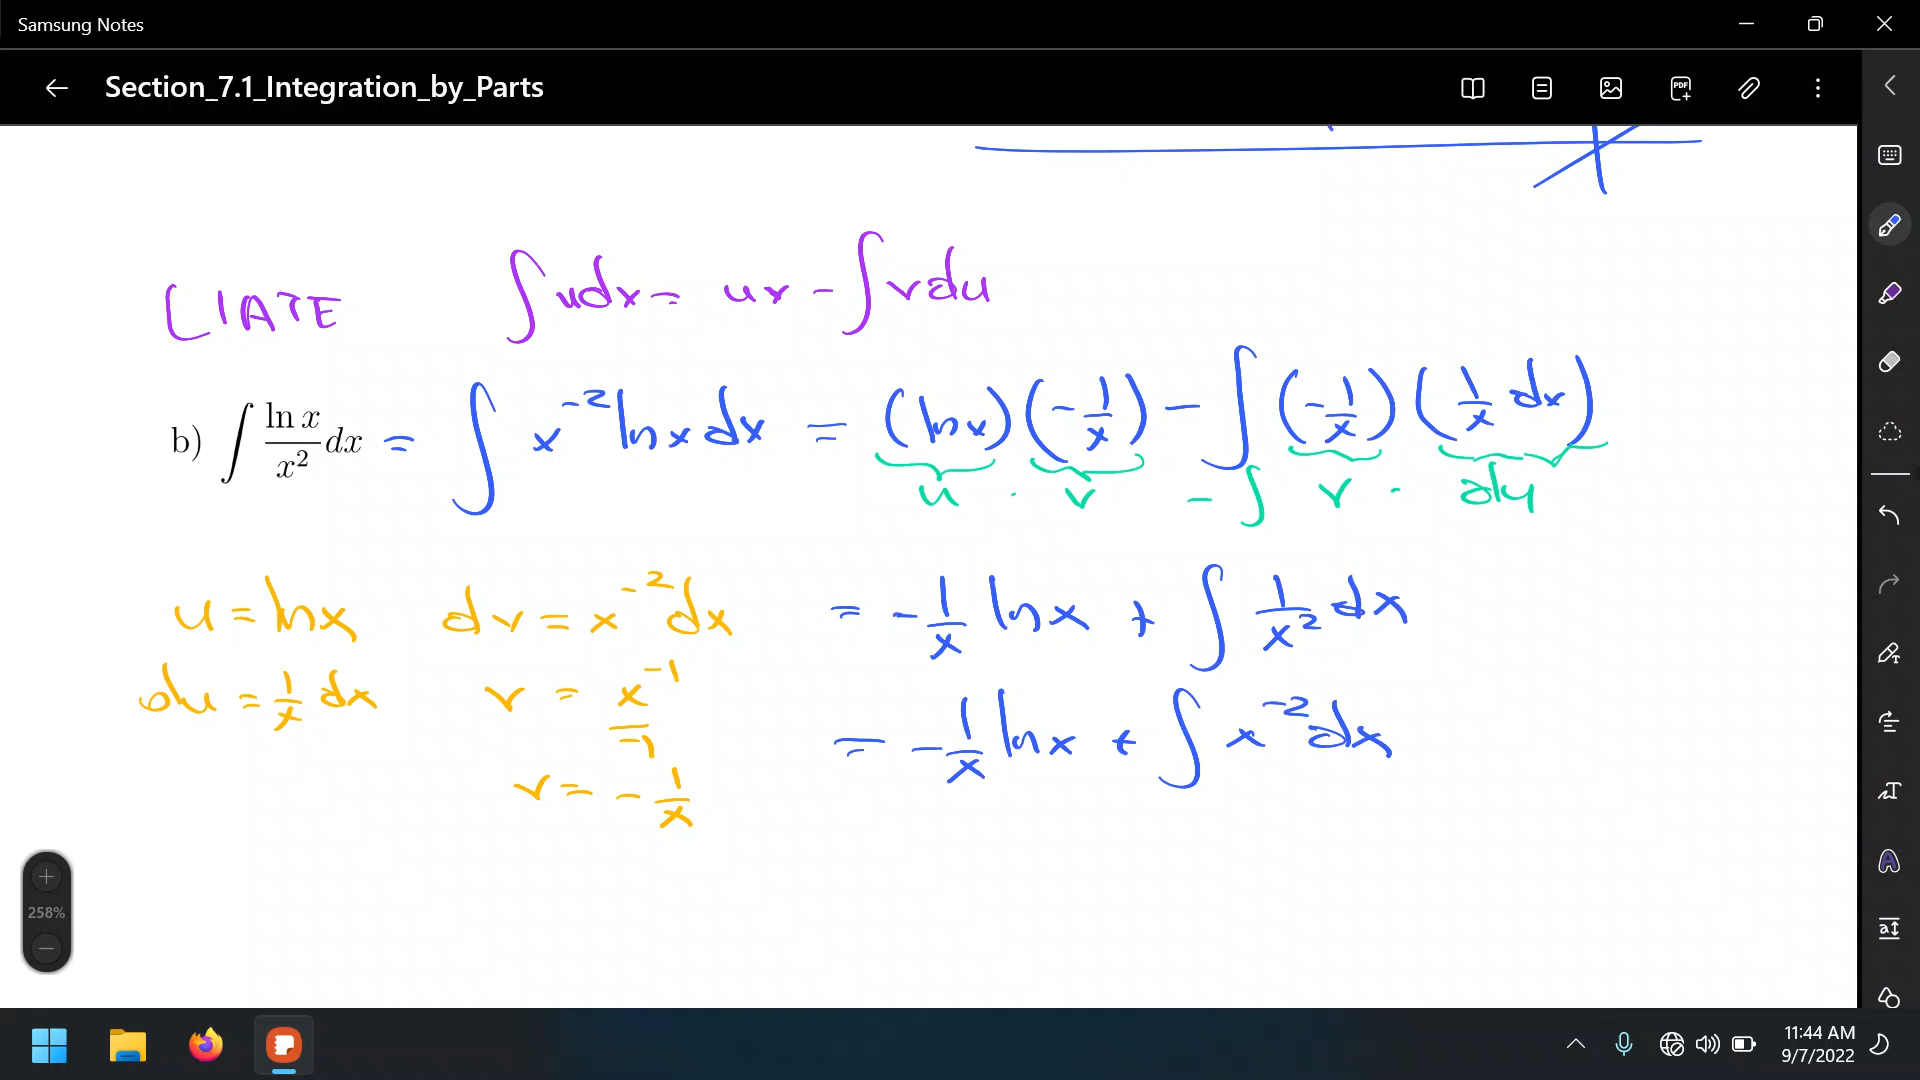 Samsung Notes
Section_7.1_Integration_by_Parts
LIATE ∫udx = uv - ∫vdu
b) ∫ ln x / x² dx = ∫ x⁻² ln x dx = (ln x)(-1/x) - ∫(-1/x)(1/x dx)
u · v - ∫ v · du
u = ln x dv = x⁻² dx = -1/x ln x + ∫ 1/x² dx
du = 1/x dx v = x⁻¹/-1 = -1/x ln x + ∫ x⁻² dx
v = -1/x
258%
11:44 AM
9/7/2022